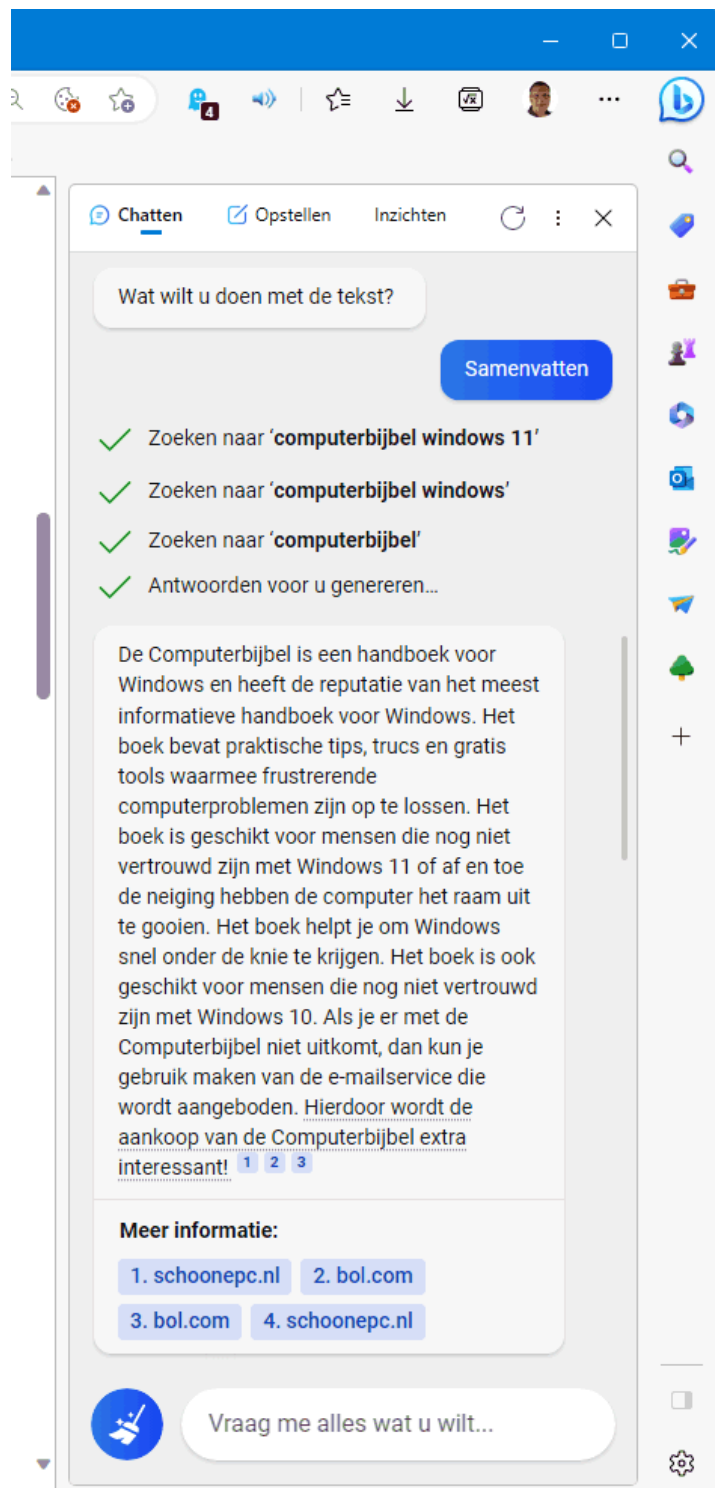 4
Chatten Opstellen Inzichten
Wat wilt u doen met de tekst?
Samenvatten
Zoeken naar ‘computerbijbel windows 11’
Zoeken naar ‘computerbijbel windows’
Zoeken naar ‘computerbijbel’
Antwoorden voor u genereren...
De Computerbijbel is een handboek voor
Windows en heeft de reputatie van het meest
informatieve handboek voor Windows. Het
boek bevat praktische tips, trucs en gratis
tools waarmee frustrerende
computerproblemen zijn op te lossen. Het
boek is geschikt voor mensen die nog niet
vertrouwd zijn met Windows 11 of af en toe
de neiging hebben de computer het raam uit
te gooien. Het boek helpt je om Windows
snel onder de knie te krijgen. Het boek is ook
geschikt voor mensen die nog niet vertrouwd
zijn met Windows 10. Als je er met de
Computerbijbel niet uitkomt, dan kun je
gebruik maken van de e-mailservice die
wordt aangeboden. Hierdoor wordt de
aankoop van de Computerbijbel extra
interessant! 1 2 3
Meer informatie:
1. schoonepc.nl 2. bol.com
3. bol.com 4. schoonepc.nl
Vraag me alles wat u wilt...